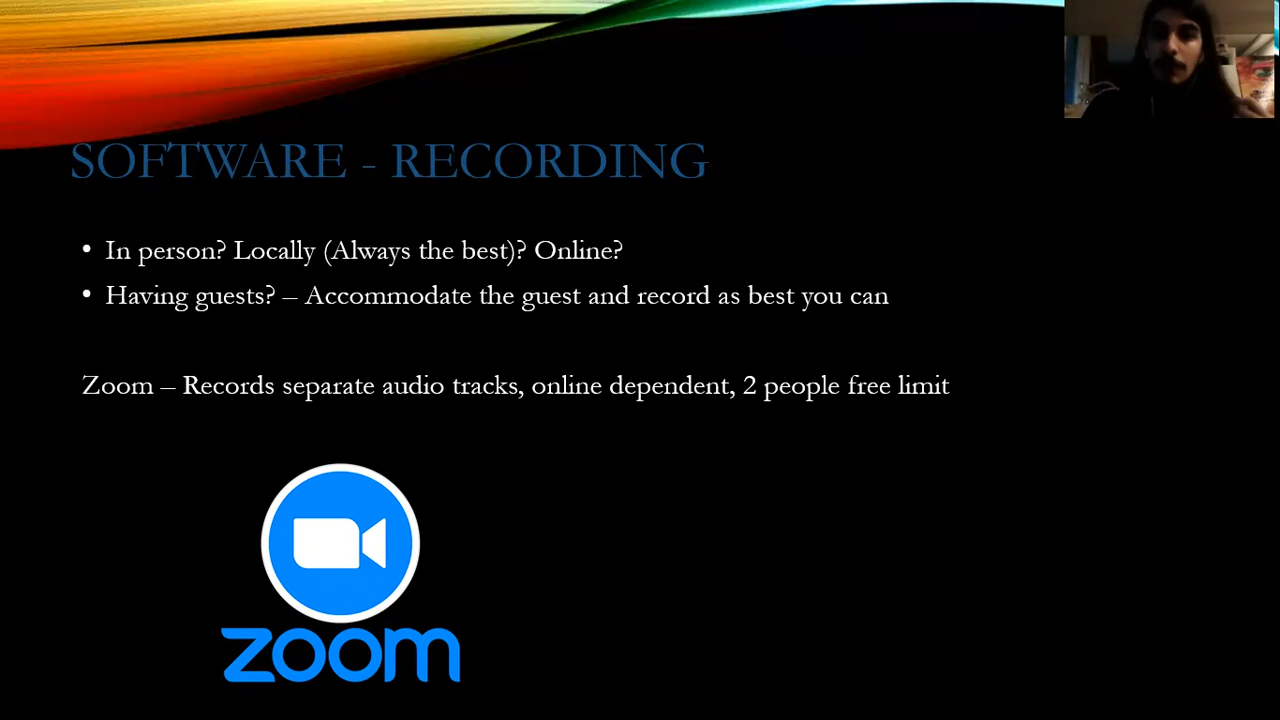 SOFTWARE - RECORDING
• In person? Locally (Always the best)? Online?
• Having guests? – Accommodate the guest and record as best you can
Zoom – Records separate audio tracks, online dependent, 2 people free limit
zoom